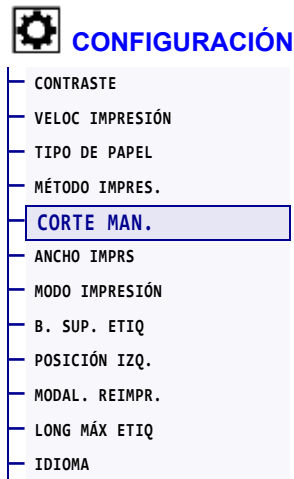 CONFIGURACIÓN
CONTRASTE
VELOC IMPRESIÓN
TIPO DE PAPEL
MÉTODO IMPRES.
CORTE MAN.
ANCHO IMPRS
MODO IMPRESIÓN
B. SUP. ETIQ
POSICIÓN IZQ.
MODAL. REIMPR.
LONG MÁX ETIQ
IDIOMA